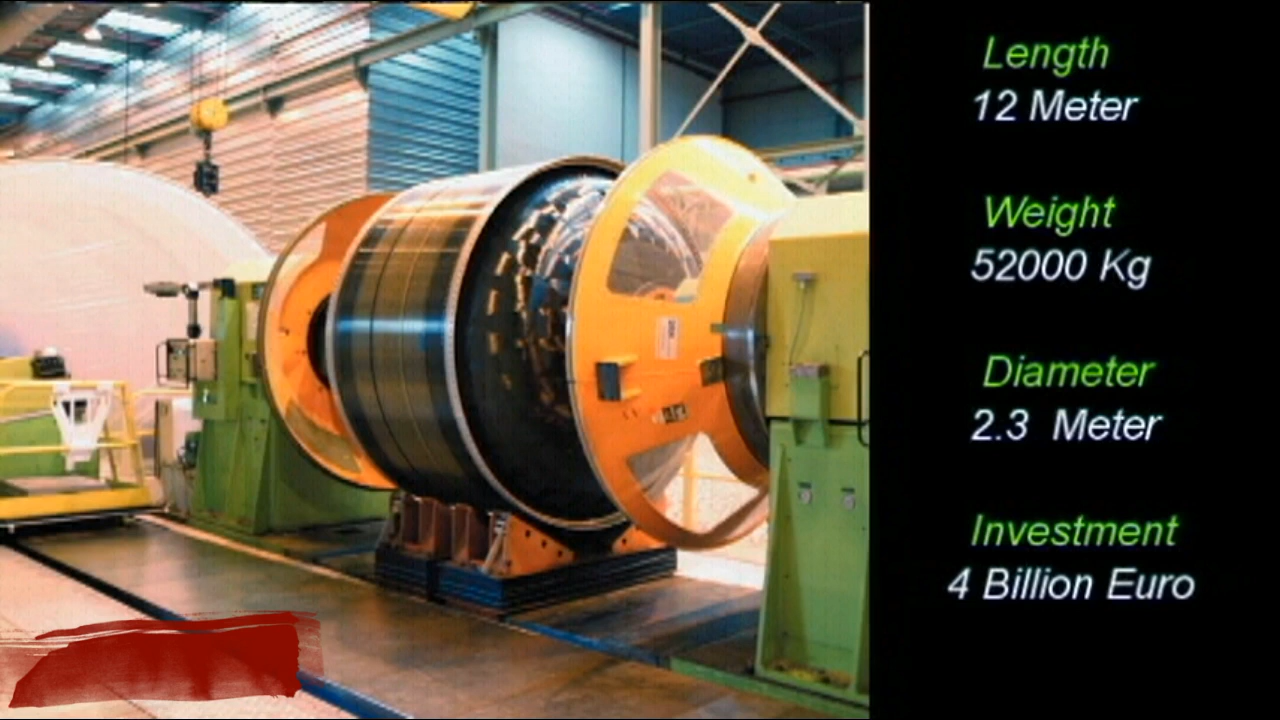 Length
12 Meter
Weight
52000 Kg
Diameter
2.3 Meter
Investment
4 Billion Euro